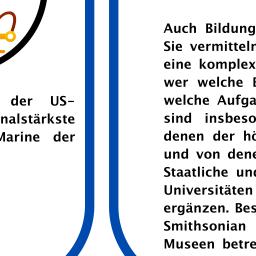 der US-
nalstärkste
Marine der
Auch Bildung
Sie vermitteln
eine komplex
wer welche
welche Aufga
sind insbeso
denen der hö
und von dene
Staatliche und
Universitäten
ergänzen. Bes
Smithsonian
Museen betre